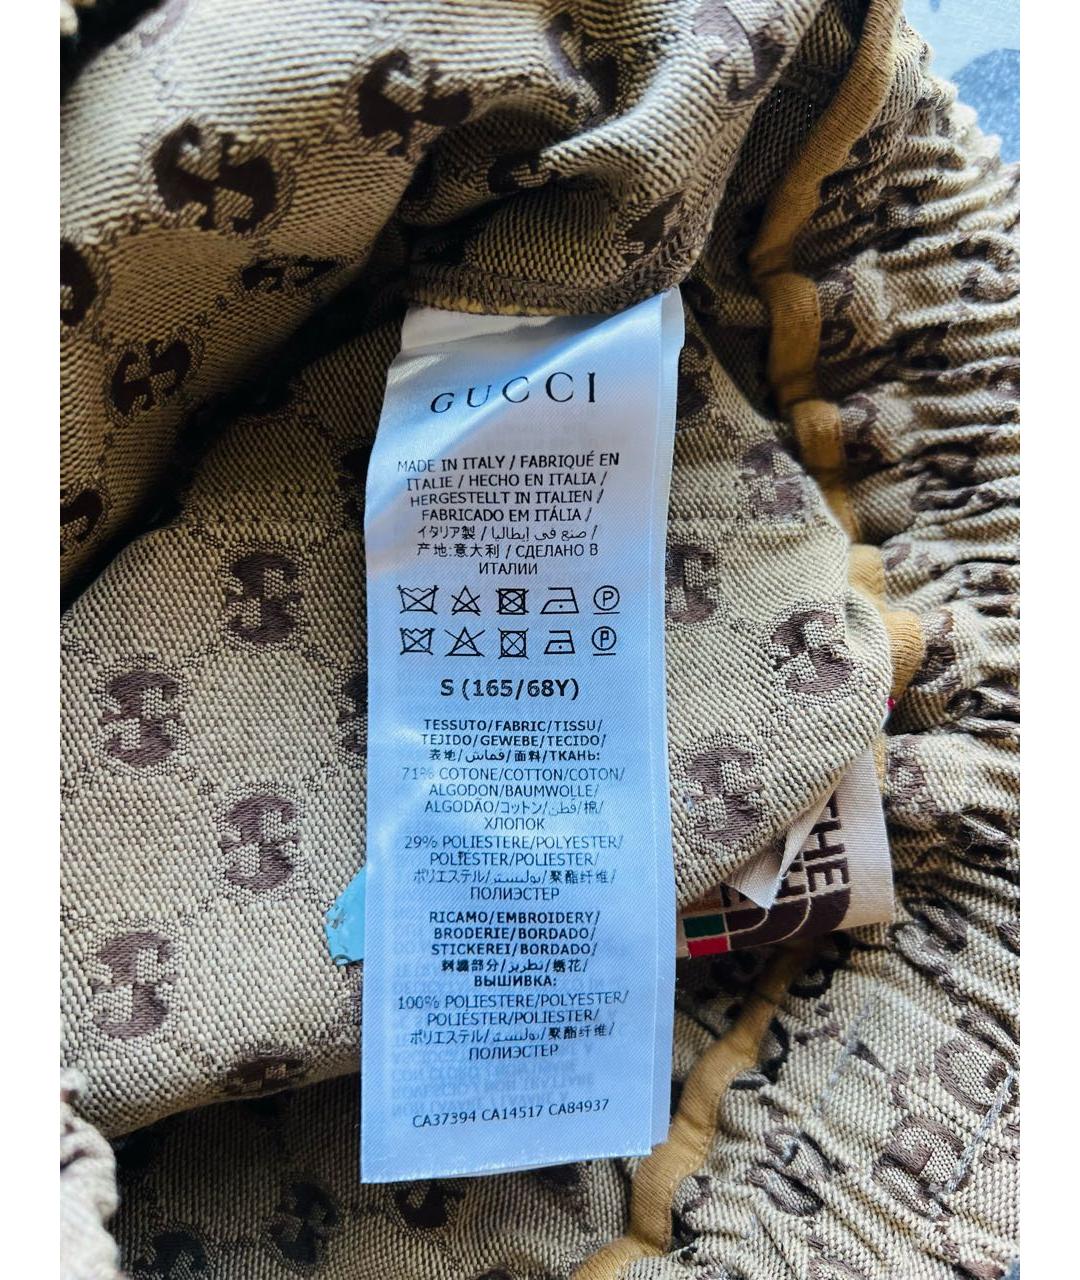 GUCCI
MADE IN ITALY / FABRIQUÉ EN
ITALIE / HECHO EN ITALIA /
HERGESTELLT IN ITALIEN /
FABRICADO EM ITÁLIA /
イタリア製 / صنع في إيطاليا /
产地:意大利 / СДЕЛАНО В
ИТАЛИИ
P
P
S (165/68Y)
TESSUTO/FABRIC/TISSU/
TEJIDO/GEWEBE/TECIDO/
表地/قماش/面料/ТКАНЬ:
71% COTONE/COTTON/COTON/
ALGODON/BAUMWOLLE/
ALGODÃO/コットン/قطن/棉/
ХЛОПОК
29% POLIESTERE/POLYESTER/
POLIÉSTER/POLIESTER/
ポリエステル/بوليستر/聚酯纤维/
ПОЛИЭСТЕР
RICAMO/EMBROIDERY/
BRODERIE/BORDADO/
STICKEREI/BORDADO/
刺繍部分/تطريز/绣花/
ВЫШИВКА:
100% POLIESTERE/POLYESTER/
POLIÉSTER/POLIESTER/
ポリエステル/بوليستر/聚酯纤维/
ПОЛИЭСТЕР
CA37394 CA14517 CA84937
THE